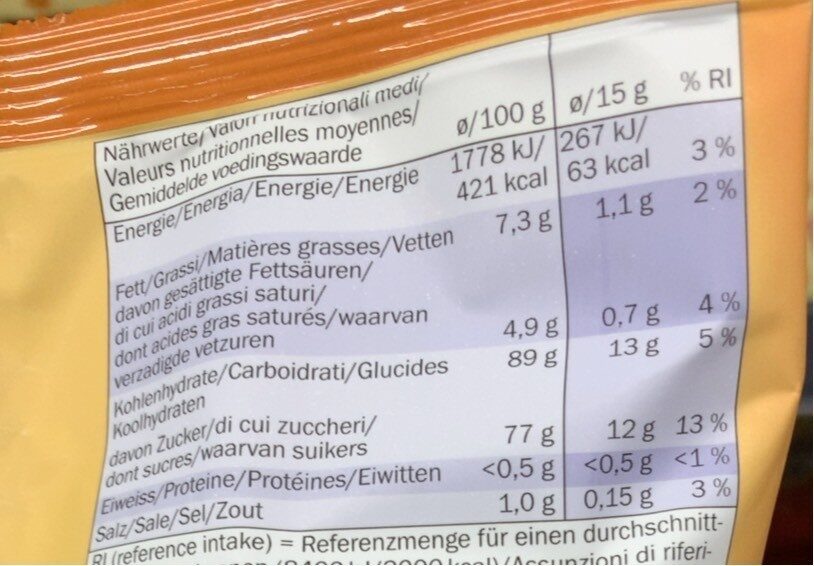 Nährwerte/Valori nutrizionali medi/
Valeurs nutritionnelles moyennes/
Gemiddelde voedingswaarde ø/100 g ø/15 g % RI
Energie/Energia/Energie/Energie 1778 kJ/ 267 kJ/
421 kcal 63 kcal 3 %
Fett/Grassi/Matières grasses/Vetten 7,3 g 1,1 g 2 %
davon gesättigte Fettsäuren/
di cui acidi grassi saturi/
dont acides gras saturés/waarvan
verzadigde vetzuren 4,9 g 0,7 g 4 %
Kohlenhydrate/Carboidrati/Glucides
Koolhydraten 89 g 13 g 5 %
davon Zucker/di cui zuccheri/
dont sucres/waarvan suikers 77 g 12 g 13 %
Eiweiss/Proteine/Protéines/Eiwitten <0,5 g <0,5 g <1 %
Salz/Sale/Sel/Zout 1,0 g 0,15 g 3 %
RI (reference intake) = Referenzmenge für einen durchschnitt-
di riferi-